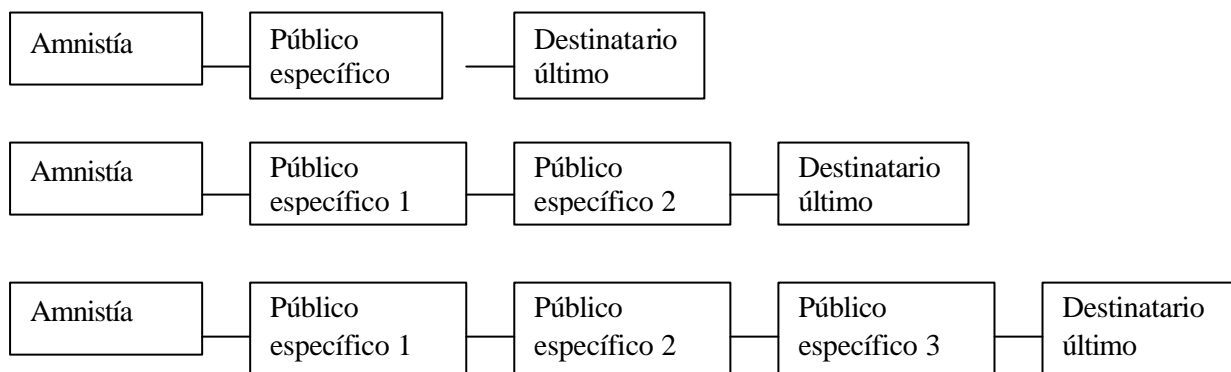 Amnistía
Público
específico
Destinatario
último
Amnistía
Público
específico 1
Público
específico 2
Destinatario
último
Amnistía
Público
específico 1
Público
específico 2
Público
específico 3
Destinatario
último